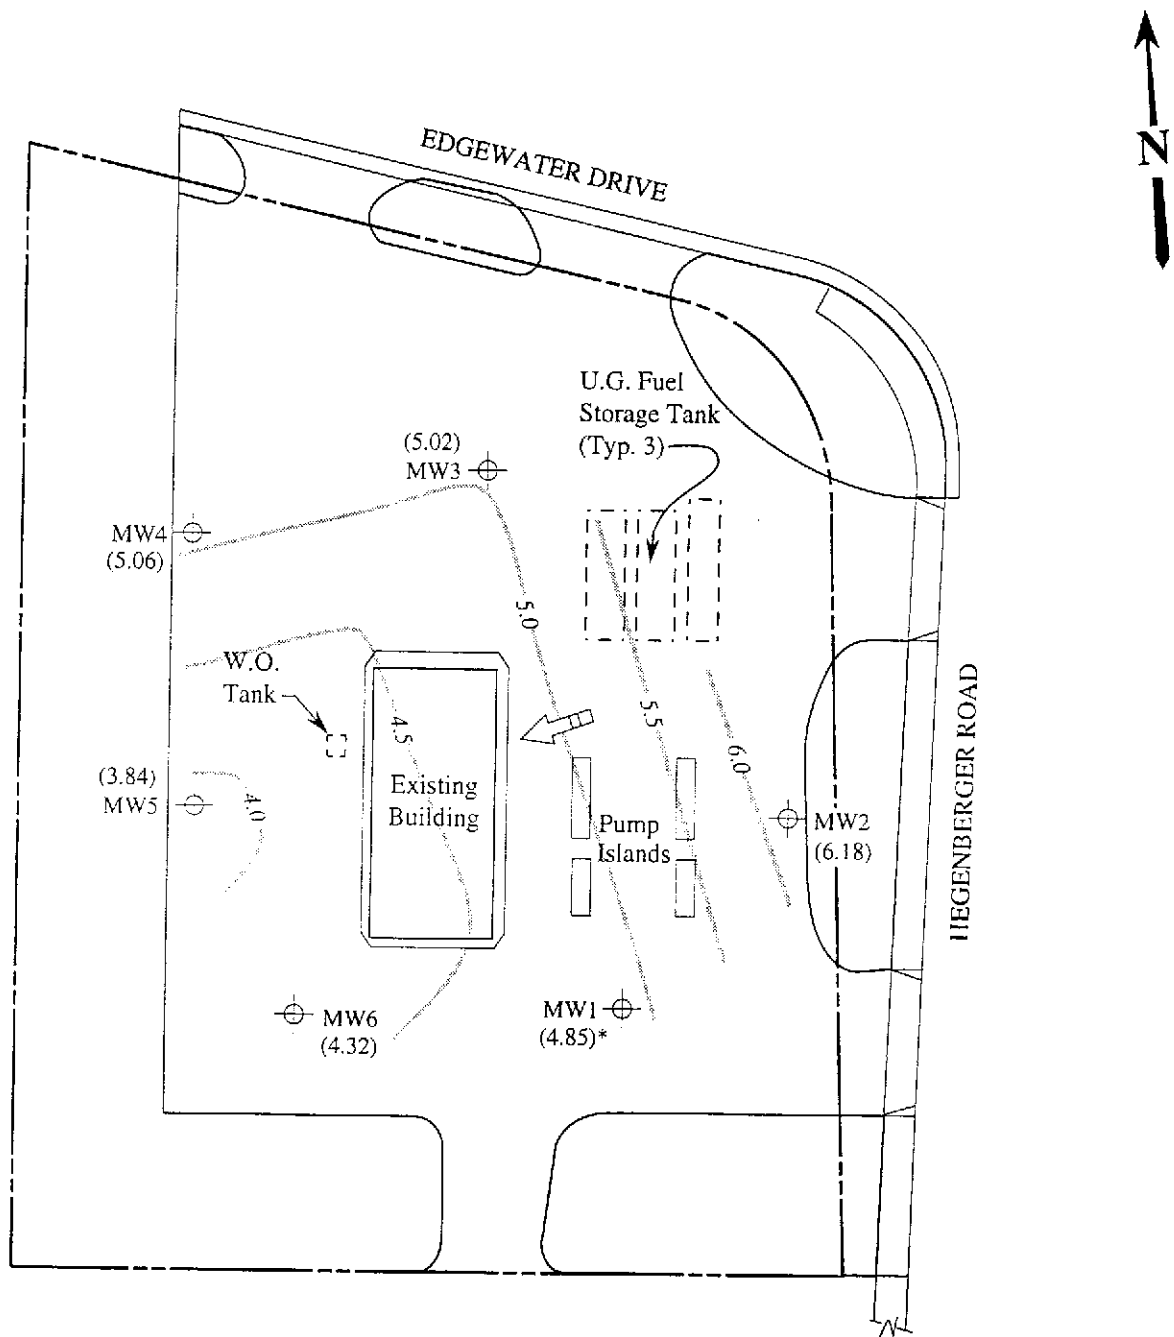 EDGEWATER DRIVE
N
U.G. Fuel
Storage Tank
(Typ. 3)
(5.02)
MW3
MW4
(5.06)
5.0
W.O.
Tank
4.5
5.5
6.0
HEGENBERGER ROAD
(3.84)
MW5
4.0
Existing
Building
Pump
Islands
MW2
(6.18)
MW6
(4.32)
MW1
(4.85)*